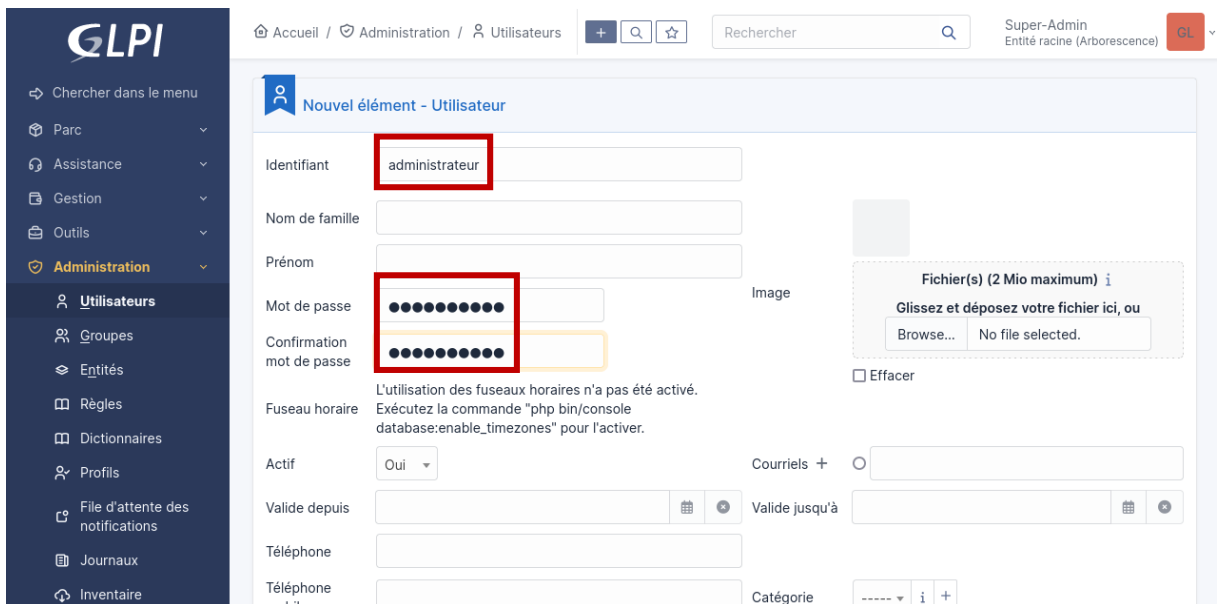 GLPI
Accueil / Administration / Utilisateurs
Rechercher
Super-Admin
Entité racine (Arborescence)
GL
Chercher dans le menu
Parc
Assistance
Gestion
Outils
Administration
Utilisateurs
Groupes
Entités
Règles
Dictionnaires
Profils
File d'attente des
notifications
Journaux
Inventaire
Nouvel élément - Utilisateur
Identifiant
administrateur
Nom de famille
Prénom
Mot de passe
●●●●●●●●●●
Confirmation
mot de passe
●●●●●●●●●●
Image
Fichier(s) (2 Mio maximum) i
Glissez et déposez votre fichier ici, ou
Browse... No file selected.
Effacer
Fuseau horaire
L'utilisation des fuseaux horaires n'a pas été activé.
Exécutez la commande "php bin/console
database:enable_timezones" pour l'activer.
Actif
Oui
Courriels +
Valide depuis
Valide jusqu'à
Téléphone
Téléphone
Catégorie
----- i +